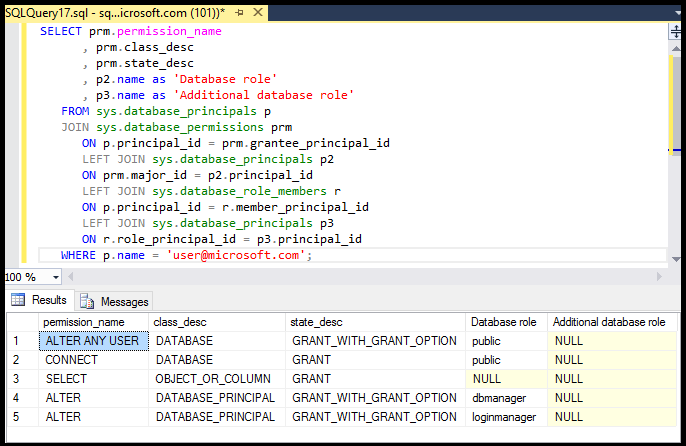 SQLQuery17.sql - sq...icrosoft.com (101))*
SELECT prm.permission_name
, prm.class_desc
, prm.state_desc
, p2.name as 'Database role'
, p3.name as 'Additional database role'
FROM sys.database_principals p
JOIN sys.database_permissions prm
ON p.principal_id = prm.grantee_principal_id
LEFT JOIN sys.database_principals p2
ON prm.major_id = p2.principal_id
LEFT JOIN sys.database_role_members r
ON p.principal_id = r.member_principal_id
LEFT JOIN sys.database_principals p3
ON r.role_principal_id = p3.principal_id
WHERE p.name = 'user@microsoft.com';
100 %
Results Messages
permission_name class_desc state_desc Database role Additional database role
1 ALTER ANY USER DATABASE GRANT_WITH_GRANT_OPTION public NULL
2 CONNECT DATABASE GRANT public NULL
3 SELECT OBJECT_OR_COLUMN GRANT NULL NULL
4 ALTER DATABASE_PRINCIPAL GRANT_WITH_GRANT_OPTION dbmanager NULL
5 ALTER DATABASE_PRINCIPAL GRANT_WITH_GRANT_OPTION loginmanager NULL